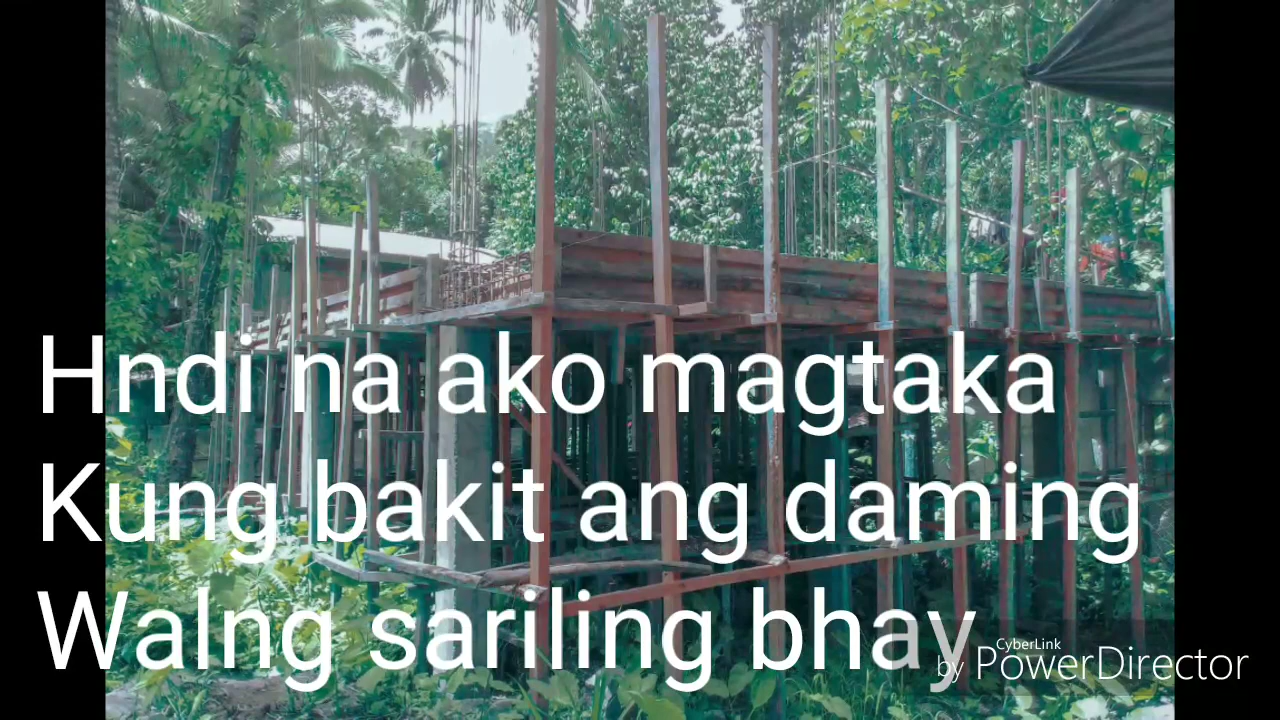 Hndi na ako magtaka
Kung bakit ang daming
Walng sariling bhay
CyberLink
by PowerDirector